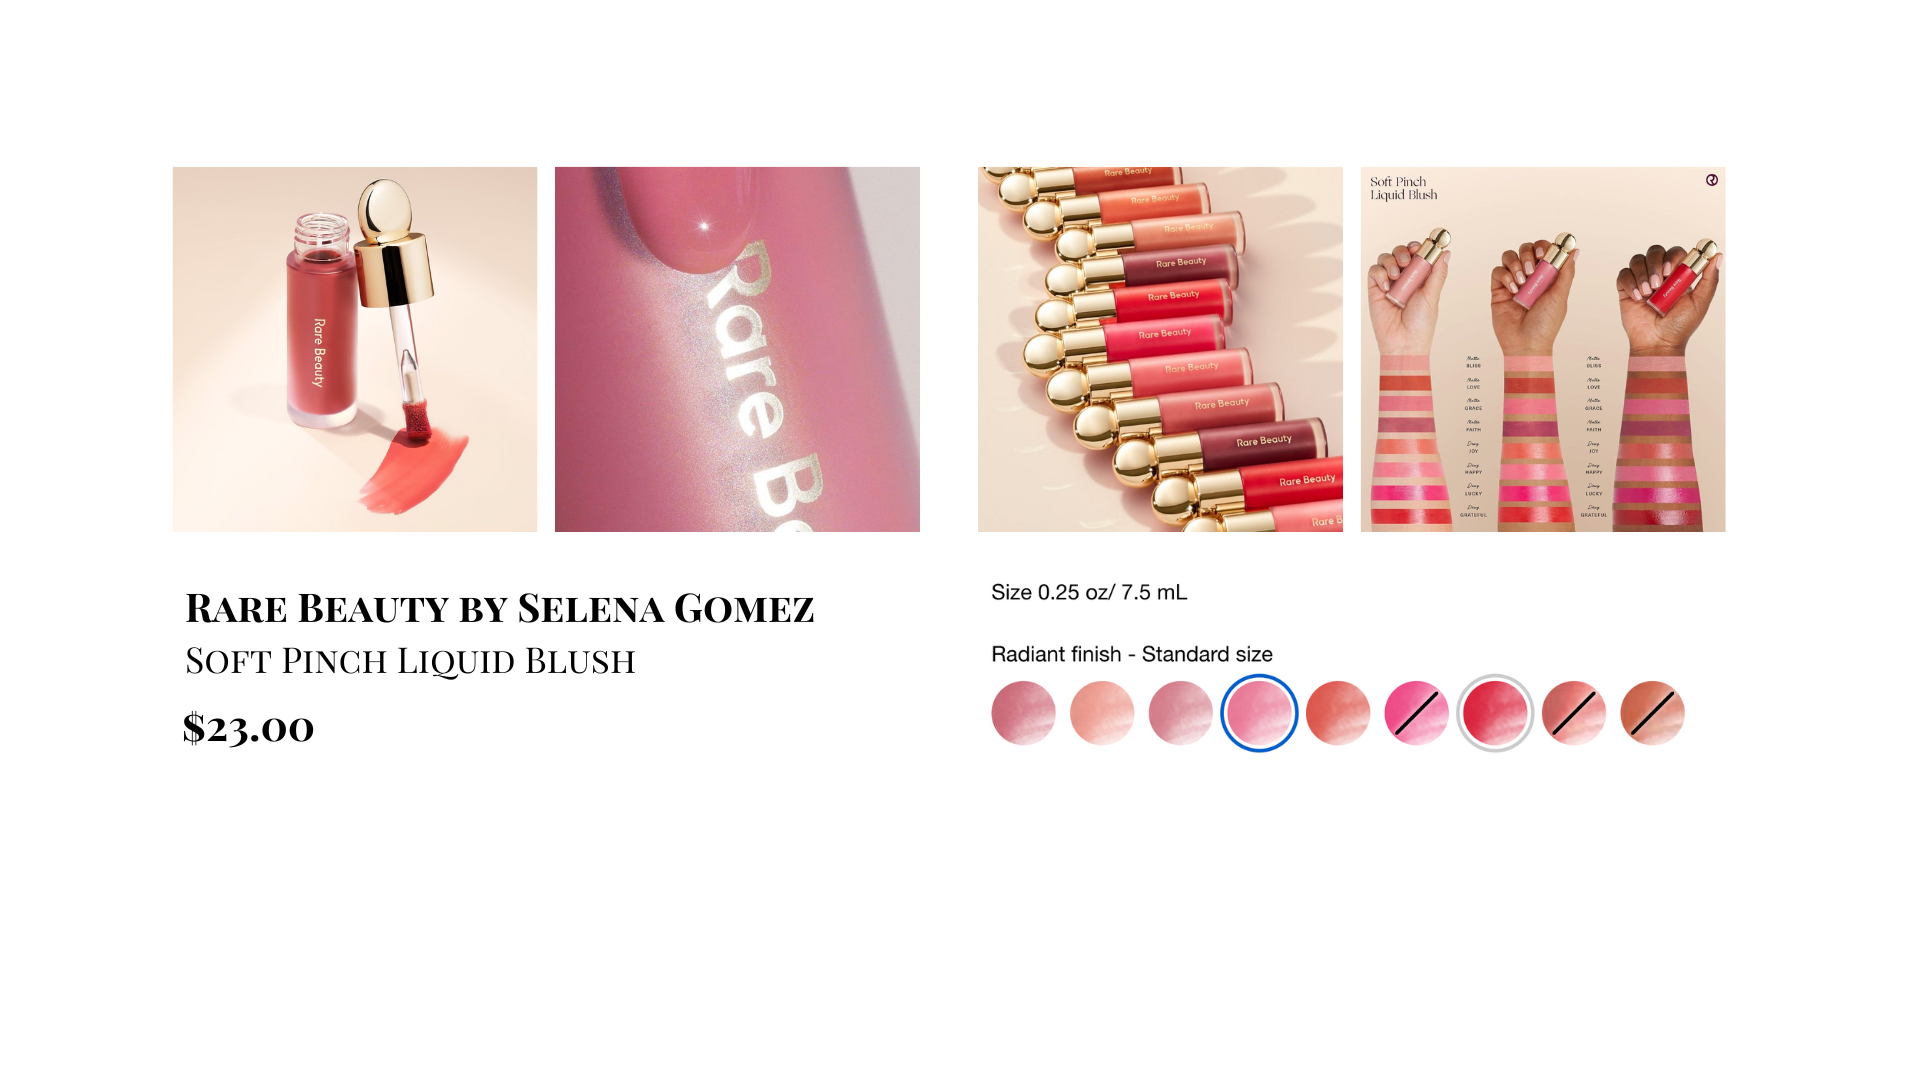 Rare Beauty
Rare Be
Rare Beauty
Rare Beauty
Rare Beauty
Rare Beauty
Rare Beauty
Rare Beauty
Rare Beauty
Rare Beauty
Rare Beauty
Rare Beauty
Rare B
Soft Pinch
Liquid Blush
Matte
BLISS
Matte
LOVE
Matte
GRACE
Matte
FAITH
Dewy
JOY
Dewy
HAPPY
Dewy
LUCKY
Dewy
GRATEFUL
Matte
BLISS
Matte
LOVE
Matte
GRACE
Matte
FAITH
Dewy
JOY
Dewy
HAPPY
Dewy
LUCKY
Dewy
GRATEFUL
Rare Beauty by Selena Gomez
Soft Pinch Liquid Blush
$23.00
Size 0.25 oz/ 7.5 mL
Radiant finish - Standard size